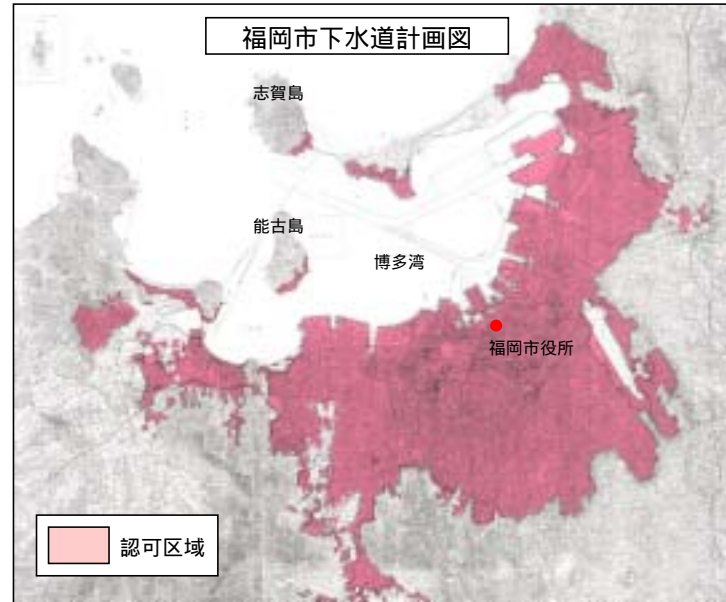 福岡市下水道計画図
志賀島
能古島
博多湾
福岡市役所
認可区域